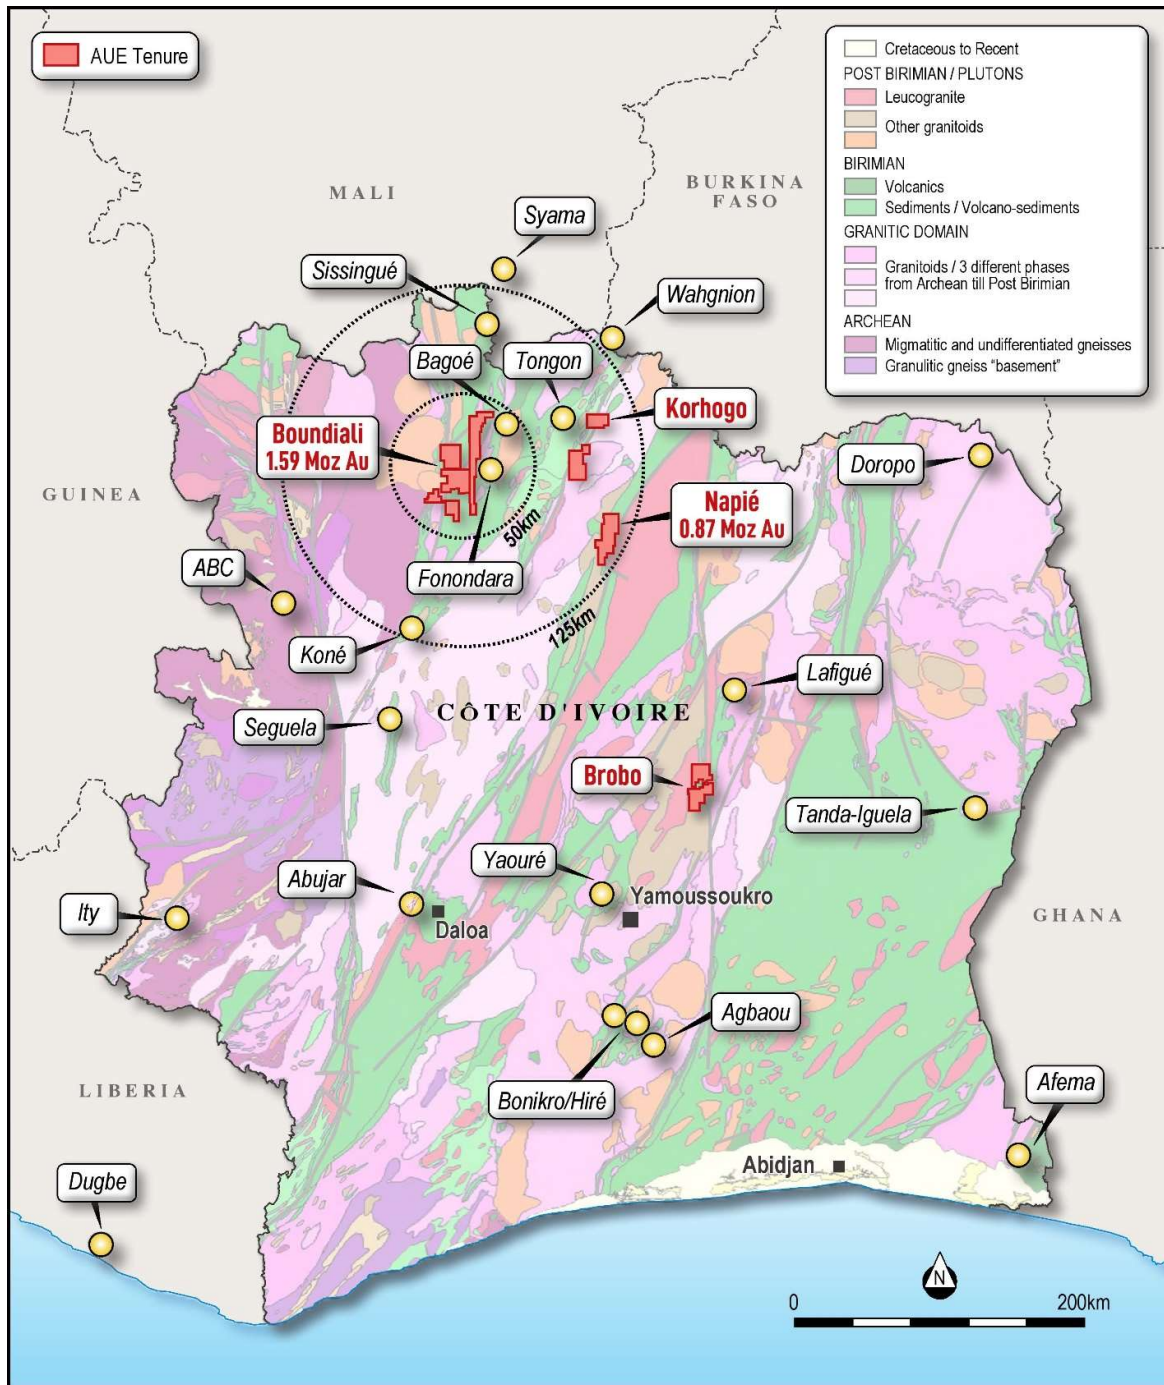 AUE Tenure
Cretaceous to Recent
POST BIRIMIAN / PLUTONS
Leucogranite
Other granitoids
BIRIMIAN
Volcanics
Sediments / Volcano-sediments
GRANITIC DOMAIN
Granitoids / 3 different phases
from Archean till Post Birimian
ARCHEAN
Migmatitic and undifferentiated gneisses
Granulitic gneiss “basement”
MALI
BURKINA
FASO
Syama
Sissingué
Wahgnion
Bagoé
Tongon
Korhogo
Boundiali
1.59 Moz Au
Doropo
GUINEA
Napié
0.87 Moz Au
50km
ABC
Fonondara
125km
Koné
Lafigué
Seguela
CÔTE D'IVOIRE
Brobo
Tanda-Iguela
Yaouré
Abujar
Yamoussoukro
Ity
Daloa
GHANA
Agbaou
LIBERIA
Bonikro/Hiré
Afema
Abidjan
Dugbe
N
0 200km